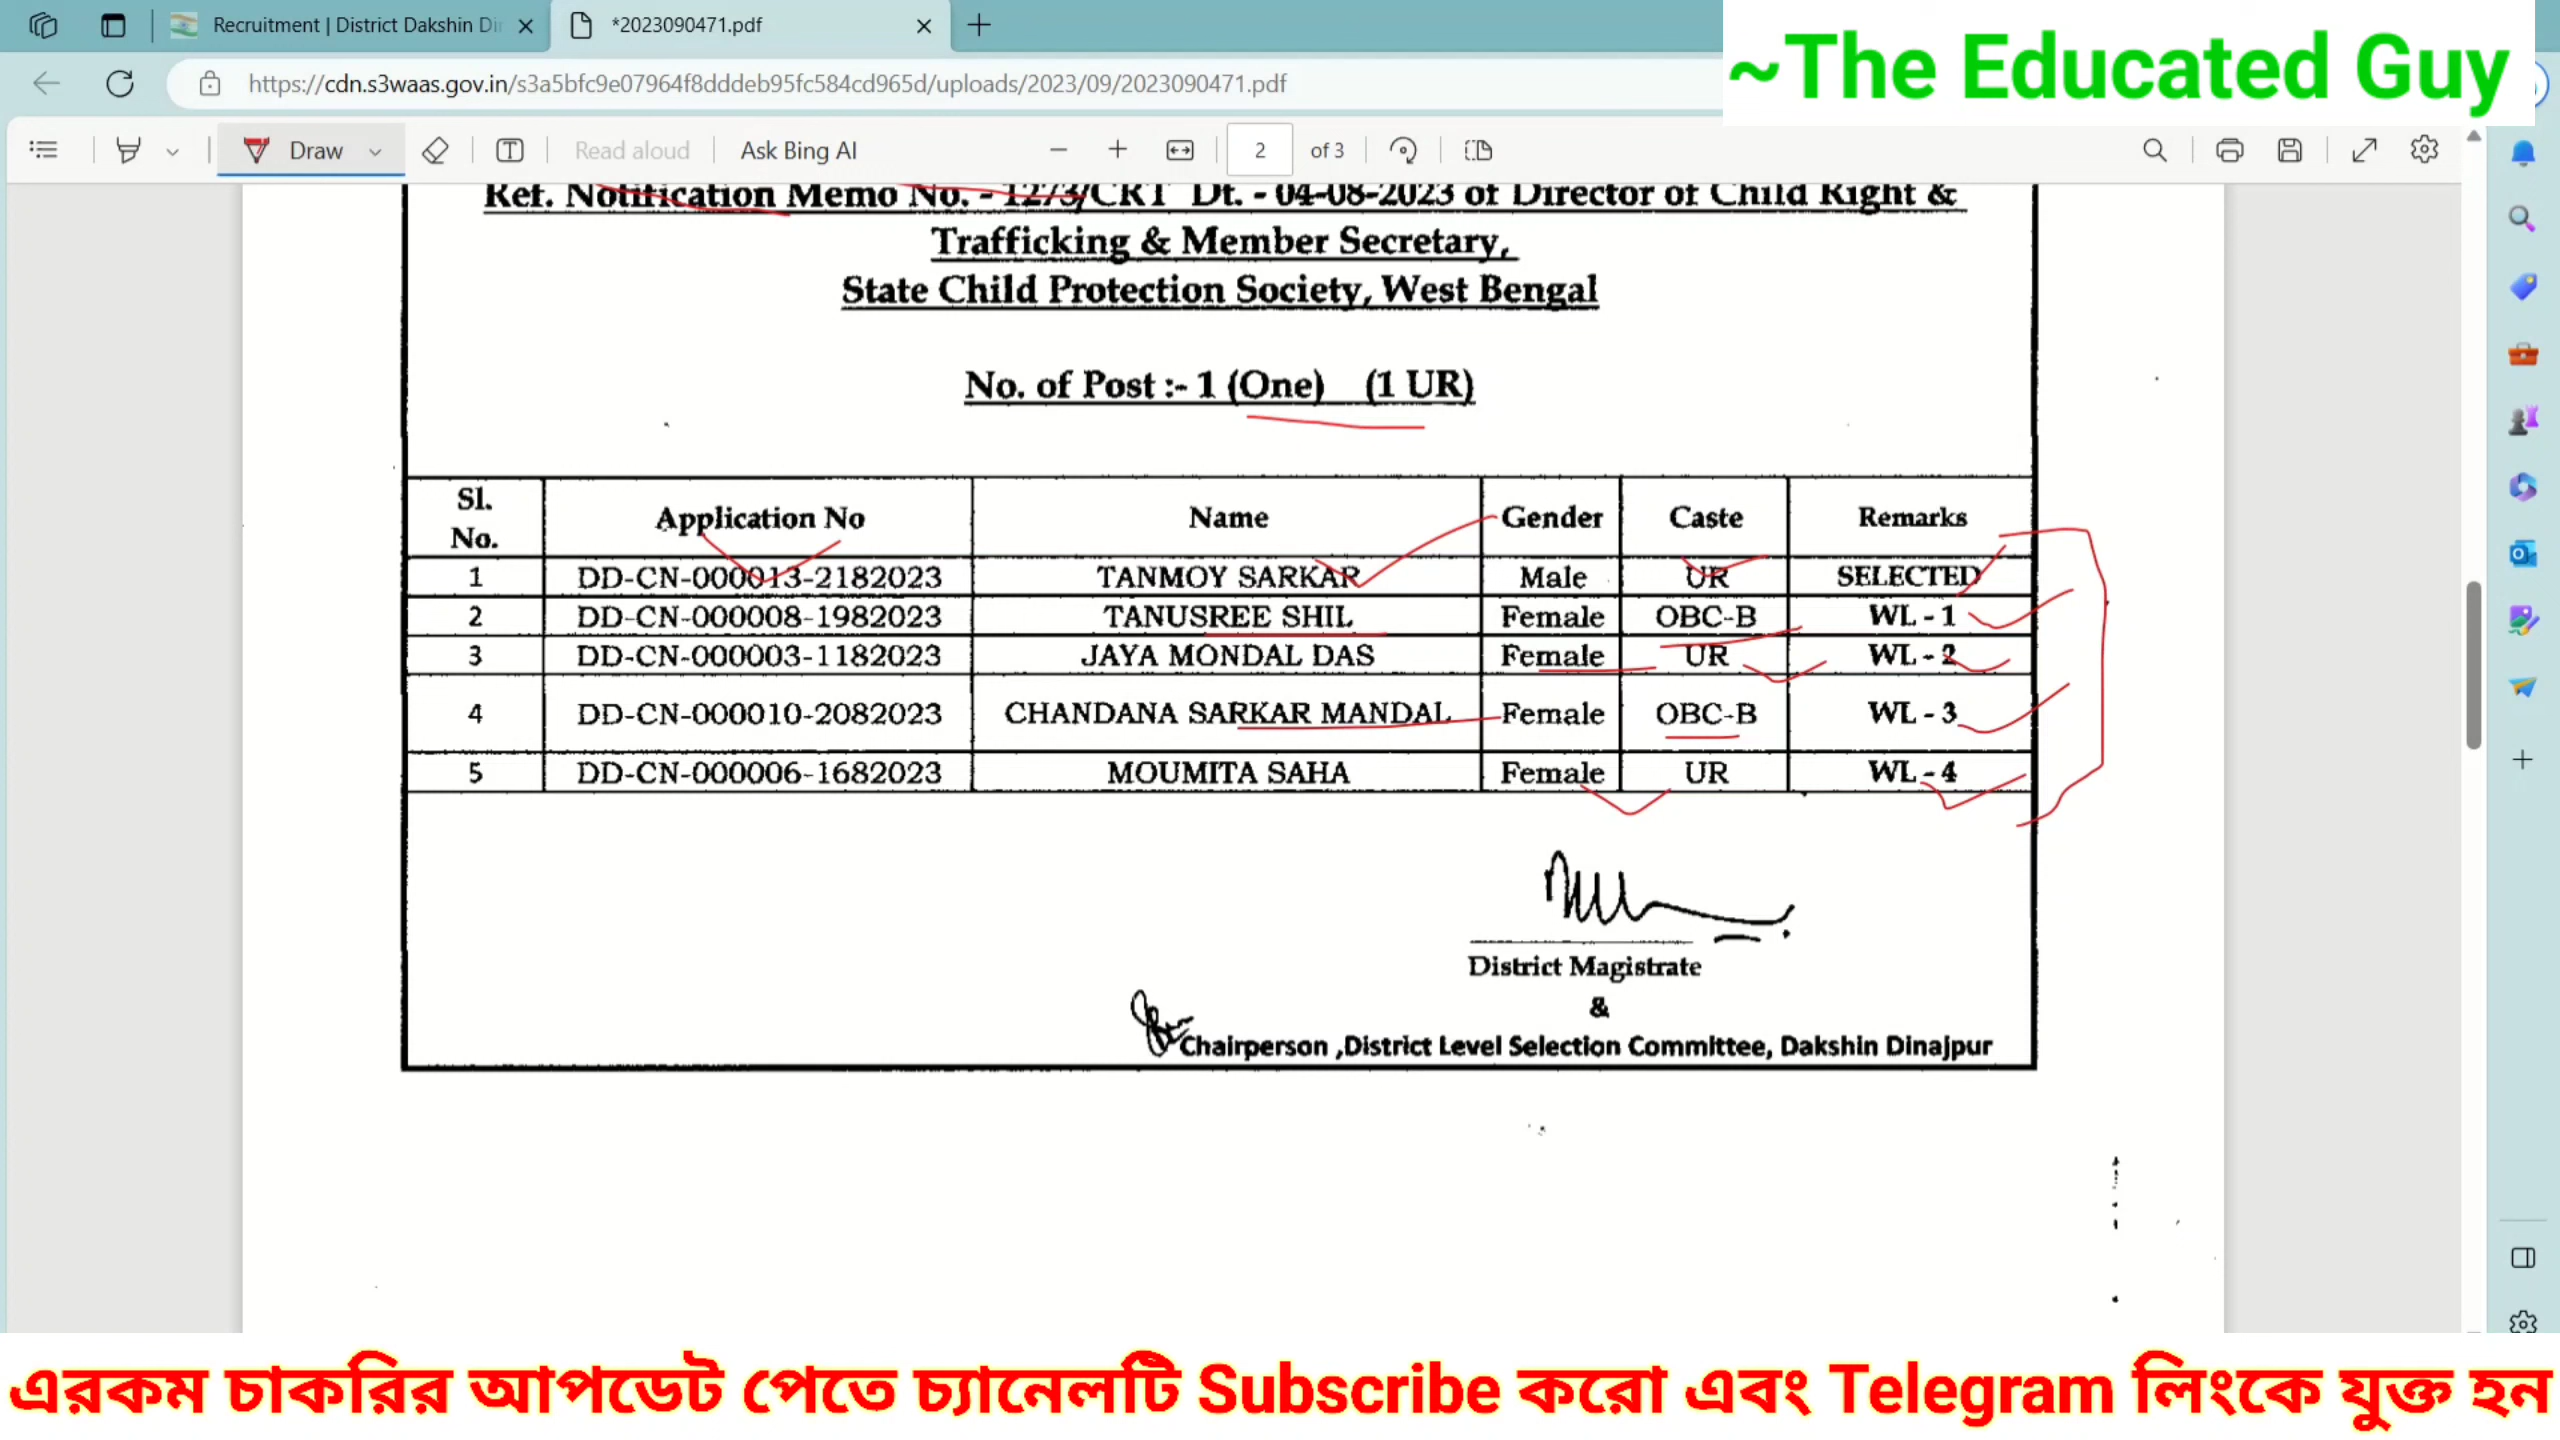 Recruitment | District Dakshin Di
*2023090471.pdf
~The Educated Guy
https://cdn.s3waas.gov.in/s3a5bfc9e07964f8dddeb95fc584cd965d/uploads/2023/09/2023090471.pdf
Draw
Read aloud
Ask Bing AI
2 of 3
Ref. Notification Memo No. - 1273/CRT Dt. - 04-08-2023 of Director of Child Right &
Trafficking & Member Secretary,
State Child Protection Society, West Bengal
No. of Post :- 1 (One) (1 UR)
Sl. No. Application No Name Gender Caste Remarks
1 DD-CN-000013-2182023 TANMOY SARKAR Male UR SELECTED
2 DD-CN-000008-1982023 TANUSREE SHIL Female OBC-B WL - 1
3 DD-CN-000003-1182023 JAYA MONDAL DAS Female UR WL - 2
4 DD-CN-000010-2082023 CHANDANA SARKAR MANDAL Female OBC-B WL - 3
5 DD-CN-000006-1682023 MOUMITA SAHA Female UR WL - 4
District Magistrate
&
Chairperson ,District Level Selection Committee, Dakshin Dinajpur
এরকম চাকরির আপডেট পেতে চ্যানেলটি Subscribe করো এবং Telegram লিংকে যুক্ত হন